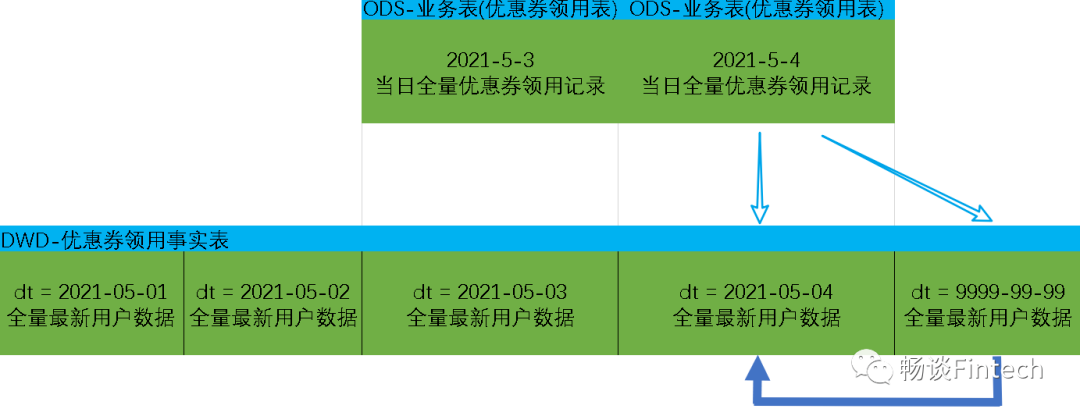 ODS-业务表(优惠券领用表) ODS-业务表(优惠券领用表)
2021-5-3
当日全量优惠券领用记录
2021-5-4
当日全量优惠券领用记录
DWD-优惠券领用事实表
dt = 2021-05-01
全量最新用户数据
dt = 2021-05-02
全量最新用户数据
dt = 2021-05-03
全量最新用户数据
dt = 2021-05-04
全量最新用户数据
dt = 9999-99-99
全量最新用户数据
畅谈Fintech